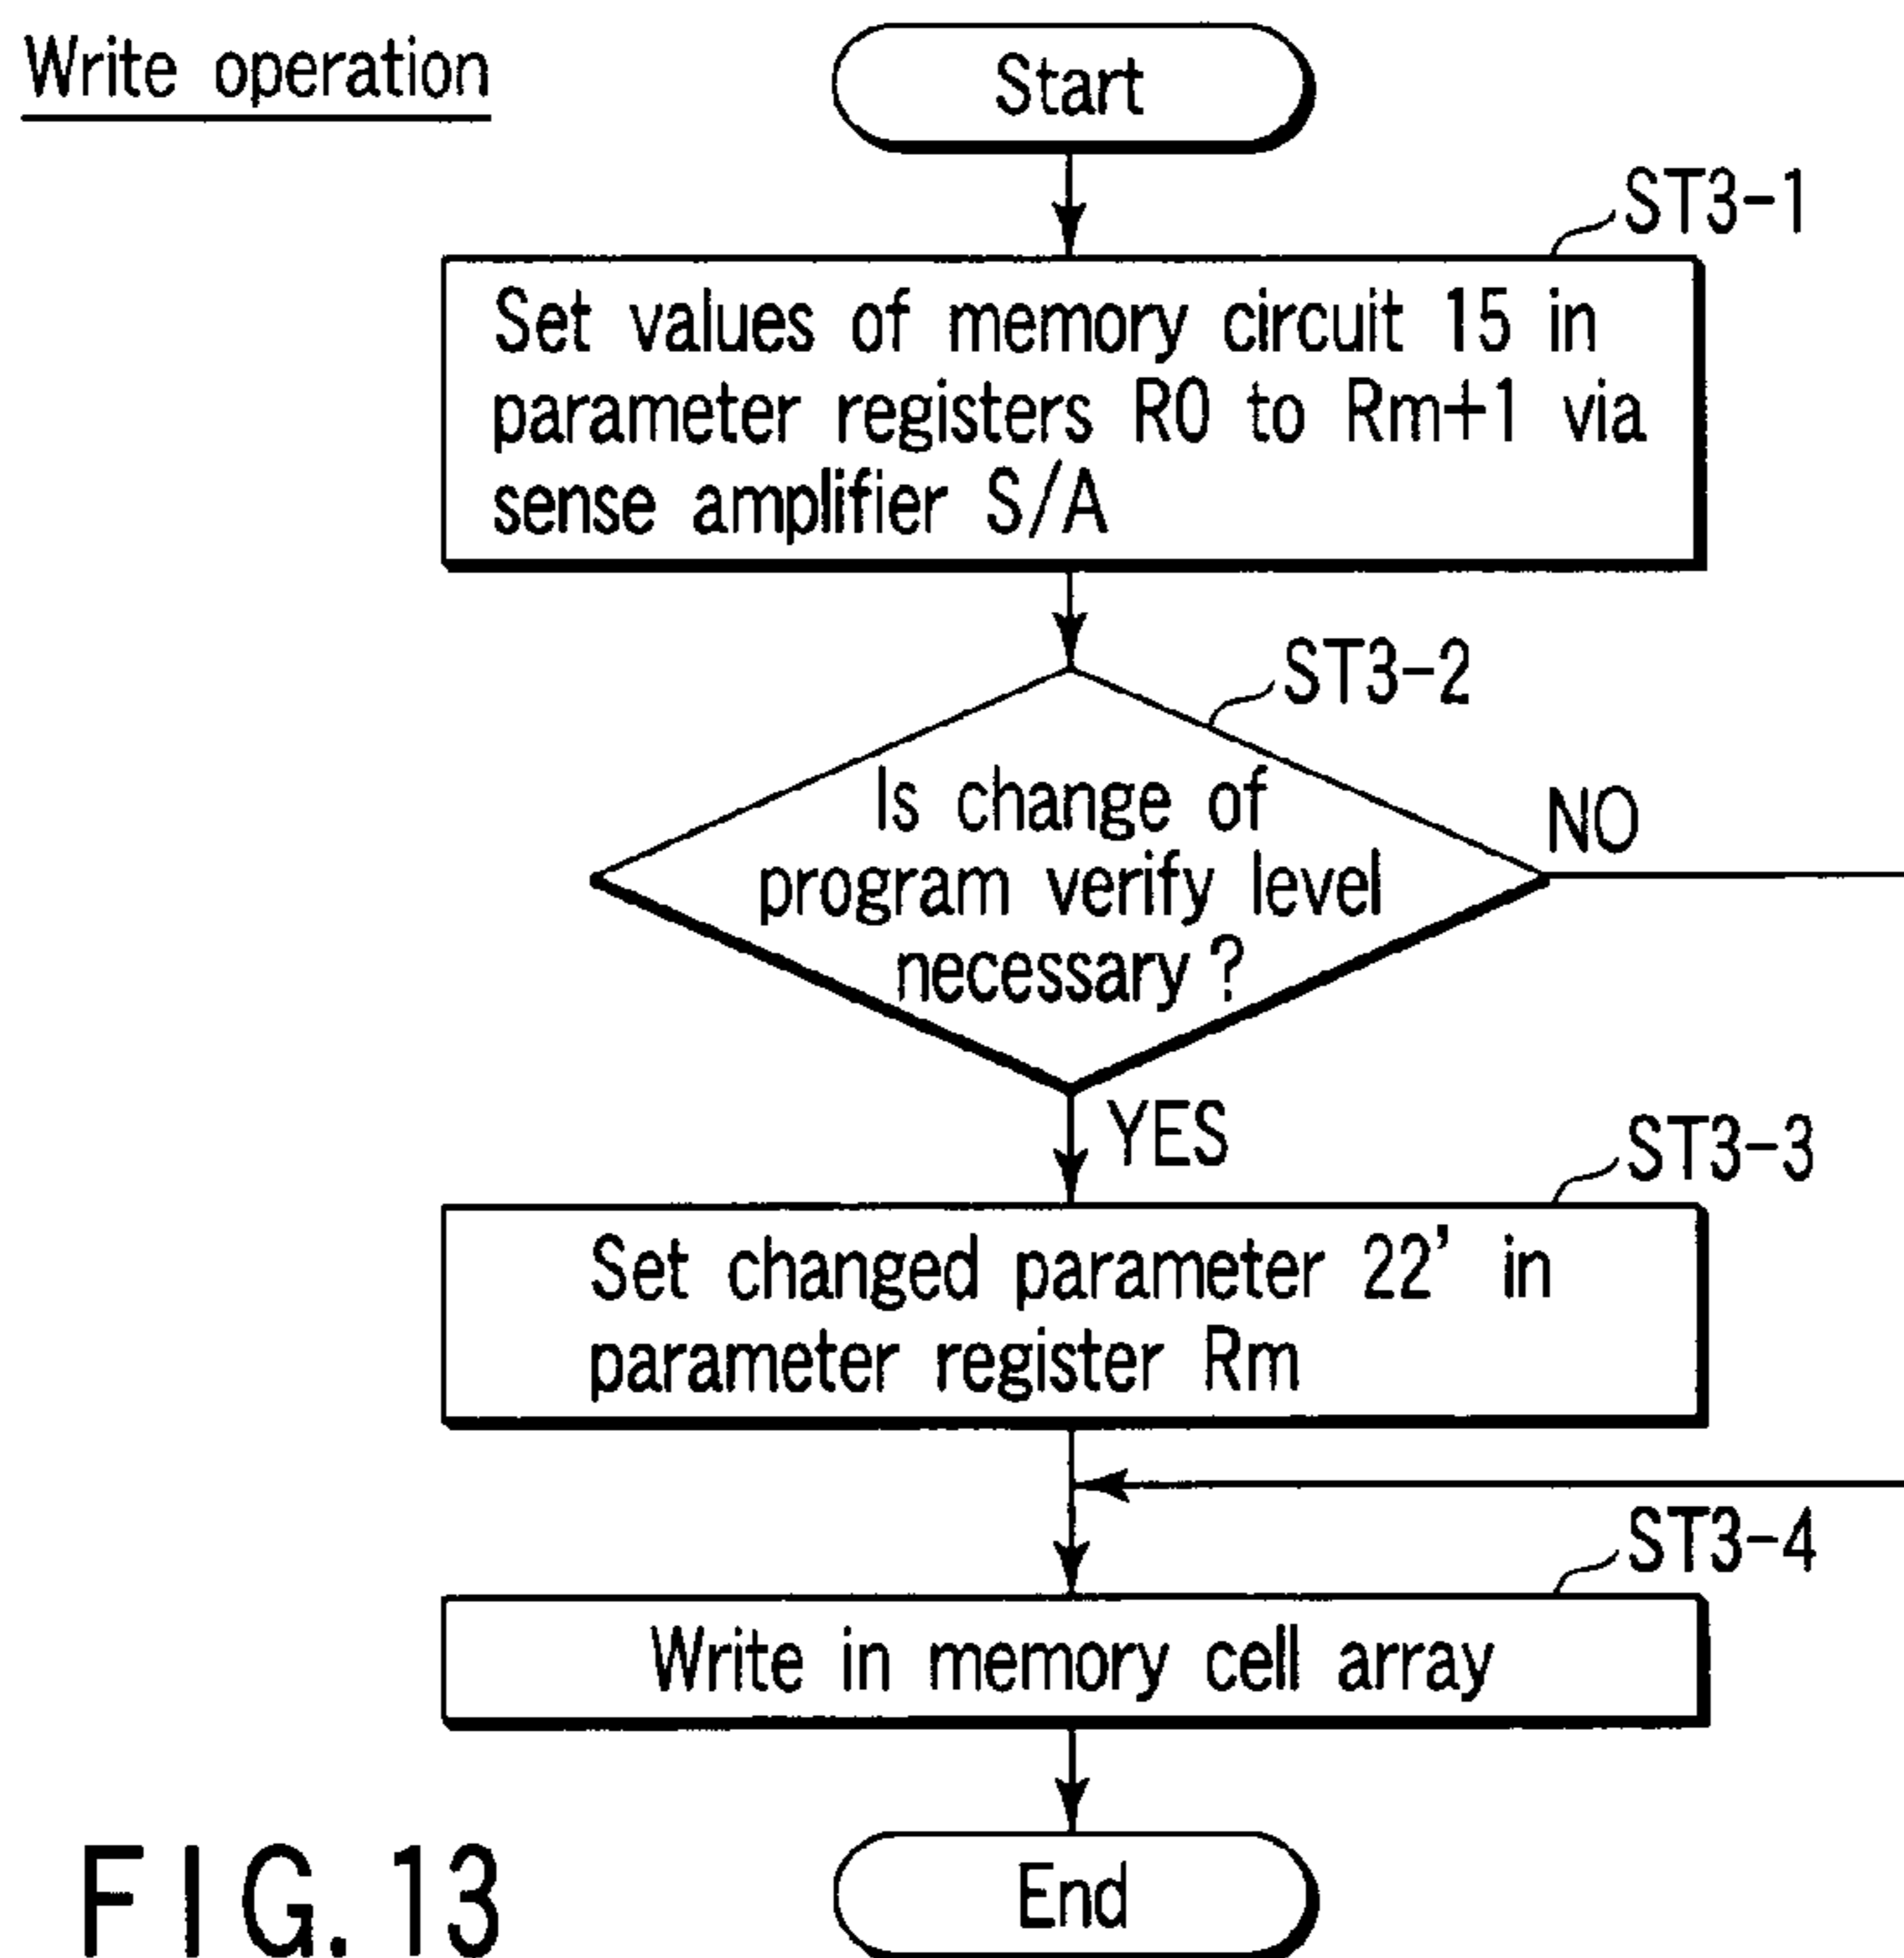 Write operation
Start
ST3-1
Set values of memory circuit 15 in
parameter registers R0 to Rm+1 via
sense amplifier S/A
ST3-2
Is change of
program verify level
necessary?
NO
YES
ST3-3
Set changed parameter 22' in
parameter register Rm
ST3-4
Write in memory cell array
End
FIG.13